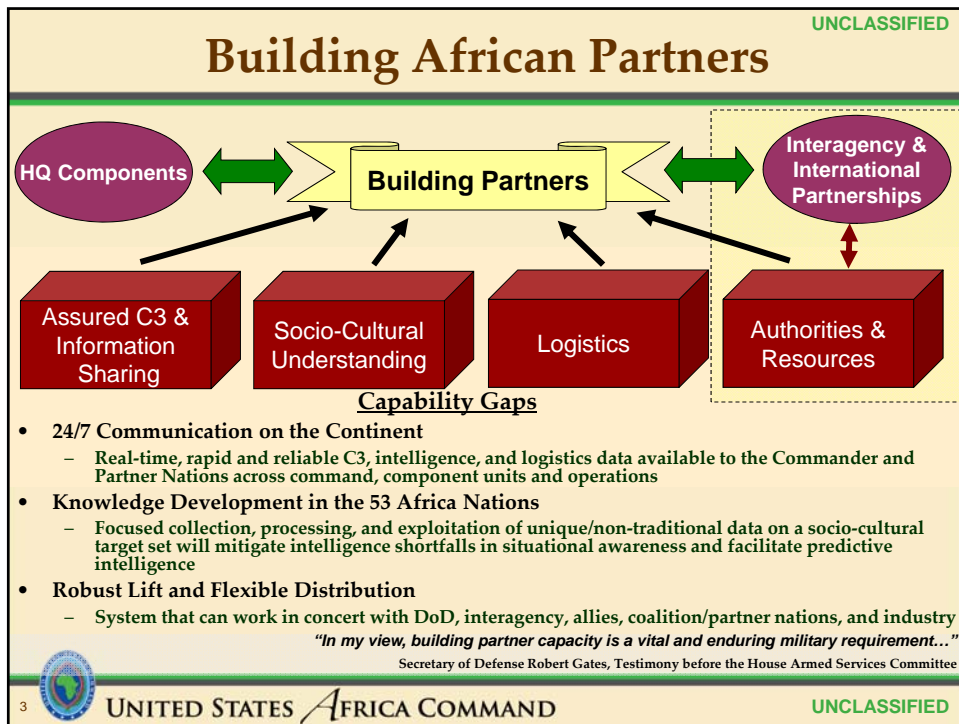 UNCLASSIFIED
Building African Partners
HQ Components
Building Partners
Interagency &
International
Partnerships
Assured C3 &
Information
Sharing
Socio-Cultural
Understanding
Logistics
Authorities &
Resources
Capability Gaps
• 24/7 Communication on the Continent
– Real-time, rapid and reliable C3, intelligence, and logistics data available to the Commander and
Partner Nations across command, component units and operations
• Knowledge Development in the 53 Africa Nations
– Focused collection, processing, and exploitation of unique/non-traditional data on a socio-cultural
target set will mitigate intelligence shortfalls in situational awareness and facilitate predictive
intelligence
• Robust Lift and Flexible Distribution
– System that can work in concert with DoD, interagency, allies, coalition/partner nations, and industry
“In my view, building partner capacity is a vital and enduring military requirement…”
Secretary of Defense Robert Gates, Testimony before the House Armed Services Committee
3
UNITED STATES AFRICA COMMAND
UNCLASSIFIED